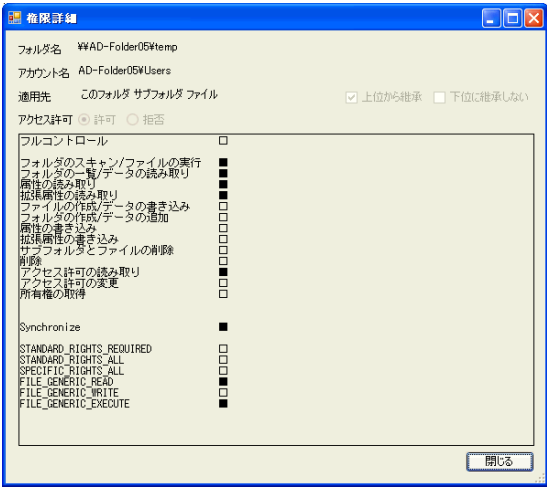 権限詳細
フォルダ名 ¥¥AD-Folder05¥temp
アカウント名 AD-Folder05¥Users
適用先 このフォルダ サブフォルダ ファイル
上位から継承 下位に継承しない
アクセス許可 許可 拒否
フルコントロール □
フォルダのスキャン/ファイルの実行 ■
フォルダの一覧/データの読み取り ■
属性の読み取り ■
拡張属性の読み取り ■
ファイルの作成/データの書き込み □
フォルダの作成/データの追加 □
属性の書き込み □
拡張属性の書き込み □
サブフォルダとファイルの削除 □
削除 □
アクセス許可の読み取り ■
アクセス許可の変更 □
所有権の取得 □
Synchronize ■
STANDARD_RIGHTS_REQUIRED □
STANDARD_RIGHTS_ALL □
SPECIFIC_RIGHTS_ALL □
FILE_GENERIC_READ ■
FILE_GENERIC_WRITE □
FILE_GENERIC_EXECUTE ■
閉じる